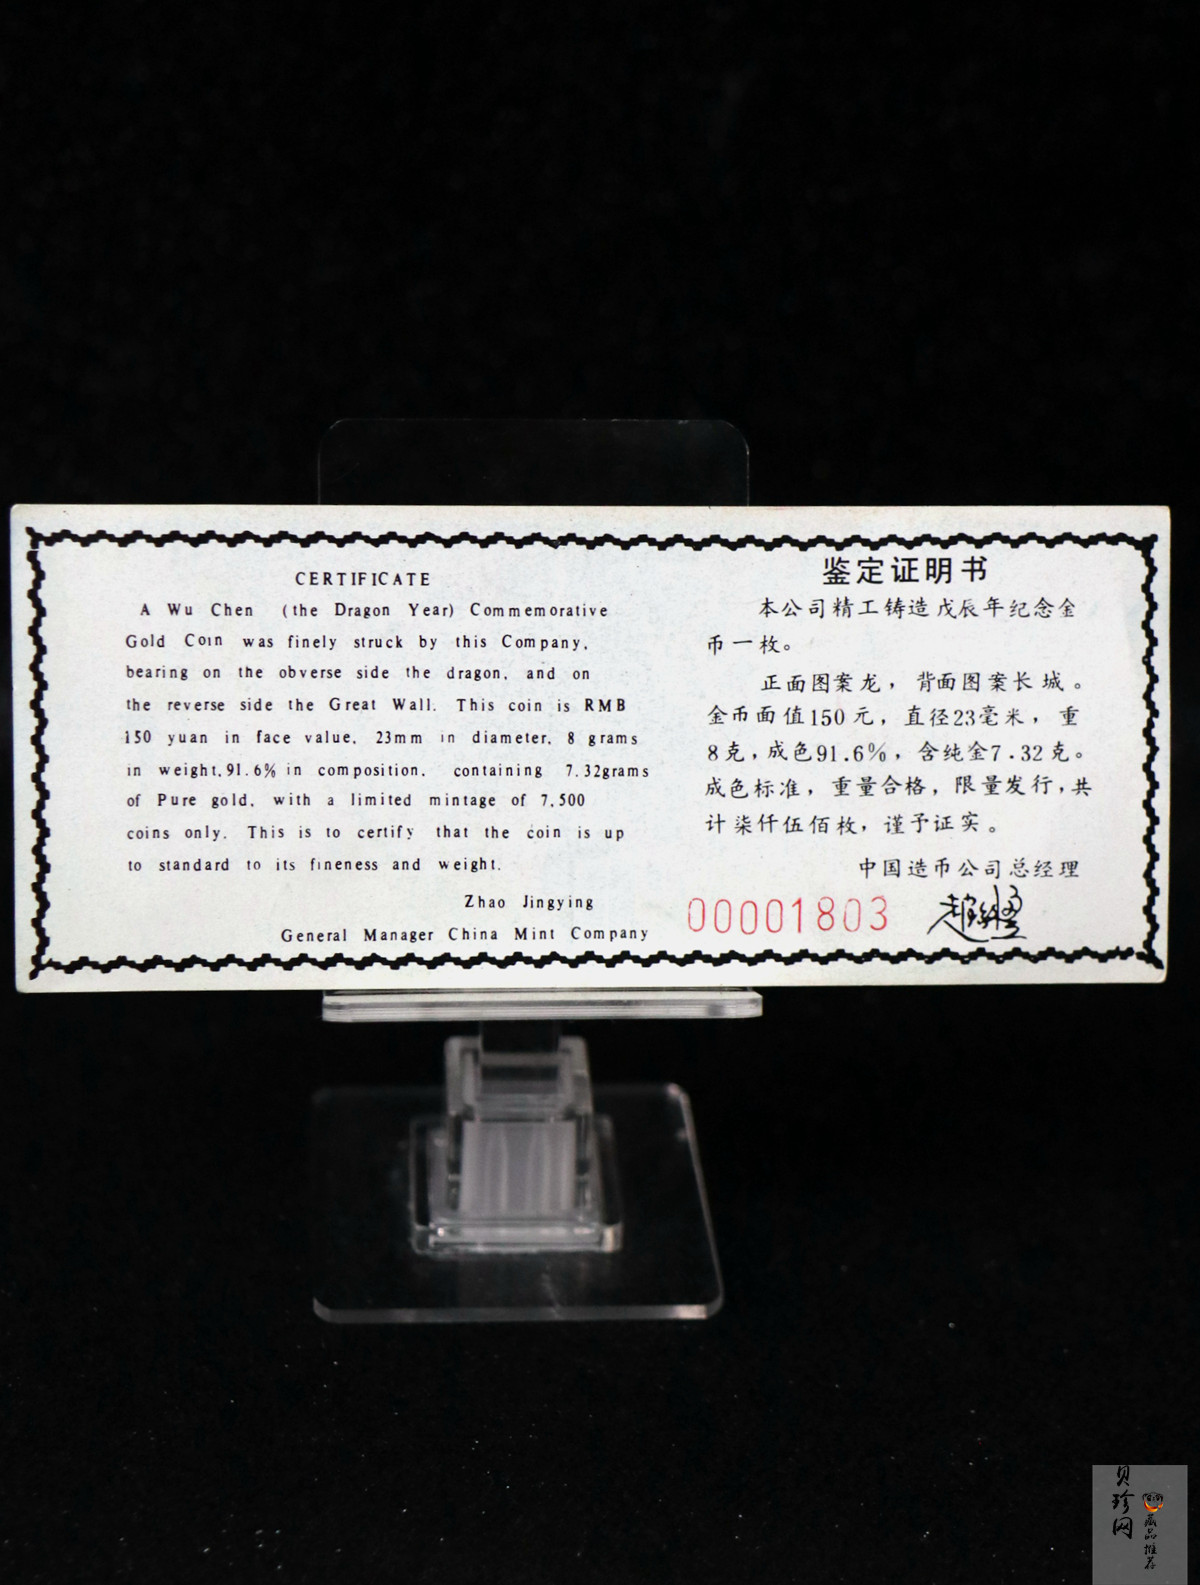 CERTIFICATE
A Wu Chen (the Dragon Year) Commemorative
Gold Coin was finely struck by this Company,
bearing on the obverse side the dragon, and on
the reverse side the Great Wall. This coin is RMB
150 yuan in face value, 23mm in diameter, 8 grams
in weight, 91.6% in composition, containing 7.32grams
of Pure gold, with a limited mintage of 7,500
coins only. This is to certify that the coin is up
to standard to its fineness and weight.
Zhao Jingying
General Manager China Mint Company
鉴定证明书
本公司精工铸造戊辰年纪念金
币一枚。
正面图案龙，背面图案长城。
金币面值150元，直径23毫米，重
8克，成色91.6%，含纯金7.32克。
成色标准，重量合格，限量发行，共
计柒仟伍佰枚，谨予证实。
中国造币公司总经理
00001803
贝珍网
藏品推荐